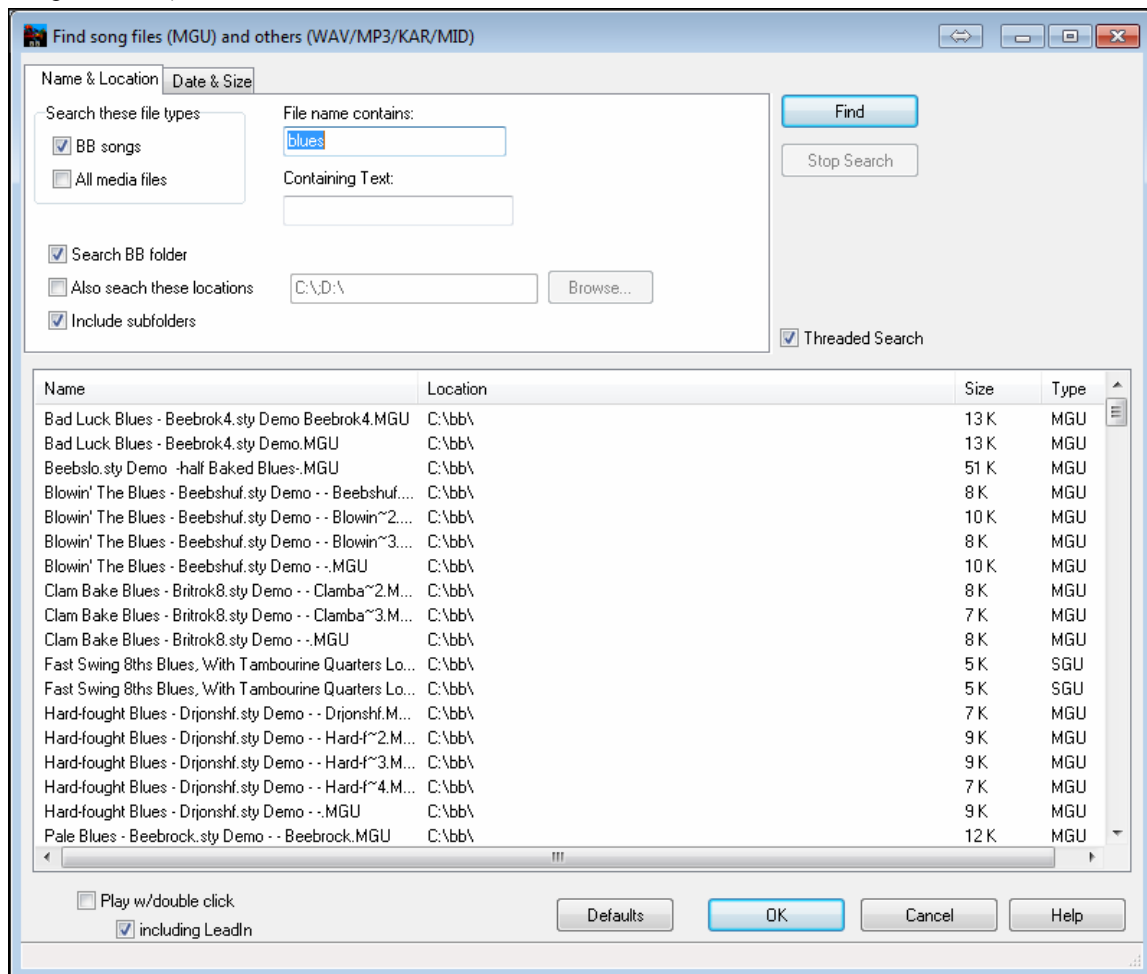 Find song files (MGU) and others (WAV/MP3/KAR/MID)
Name & Location Date & Size
Search these file types
BB songs
All media files
File name contains:
blues
Containing Text:
Find
Stop Search
Search BB folder
Also seach these locations C:\;D:\ Browse...
Include subfolders
Threaded Search
Name Location Size Type
Bad Luck Blues - Beebrok4.sty Demo Beebrok4.MGU C:\bb\ 13 K MGU
Bad Luck Blues - Beebrok4.sty Demo.MGU C:\bb\ 13 K MGU
Beebslo.sty Demo -half Baked Blues-.MGU C:\bb\ 51 K MGU
Blowin' The Blues - Beebshuf.sty Demo - - Beebshuf.... C:\bb\ 8 K MGU
Blowin' The Blues - Beebshuf.sty Demo - - Blowin~2.... C:\bb\ 10 K MGU
Blowin' The Blues - Beebshuf.sty Demo - - Blowin~3.... C:\bb\ 8 K MGU
Blowin' The Blues - Beebshuf.sty Demo - -.MGU C:\bb\ 10 K MGU
Clam Bake Blues - Britrok8.sty Demo - - Clamba~2.M... C:\bb\ 8 K MGU
Clam Bake Blues - Britrok8.sty Demo - - Clamba~3.M... C:\bb\ 7 K MGU
Clam Bake Blues - Britrok8.sty Demo - -.MGU C:\bb\ 8 K MGU
Fast Swing 8ths Blues, With Tambourine Quarters Lo... C:\bb\ 5 K SGU
Fast Swing 8ths Blues, With Tambourine Quarters Lo... C:\bb\ 5 K SGU
Hard-fought Blues - Drjonshf.sty Demo - - Drjonshf.M... C:\bb\ 7 K MGU
Hard-fought Blues - Drjonshf.sty Demo - - Hard-f~2.M... C:\bb\ 9 K MGU
Hard-fought Blues - Drjonshf.sty Demo - - Hard-f~3.M... C:\bb\ 9 K MGU
Hard-fought Blues - Drjonshf.sty Demo - - Hard-f~4.M... C:\bb\ 7 K MGU
Hard-fought Blues - Drjonshf.sty Demo - -.MGU C:\bb\ 9 K MGU
Pale Blues - Beebrock.sty Demo - - Beebrock.MGU C:\bb\ 12 K MGU
Play w/double click
including LeadIn
Defaults OK Cancel Help